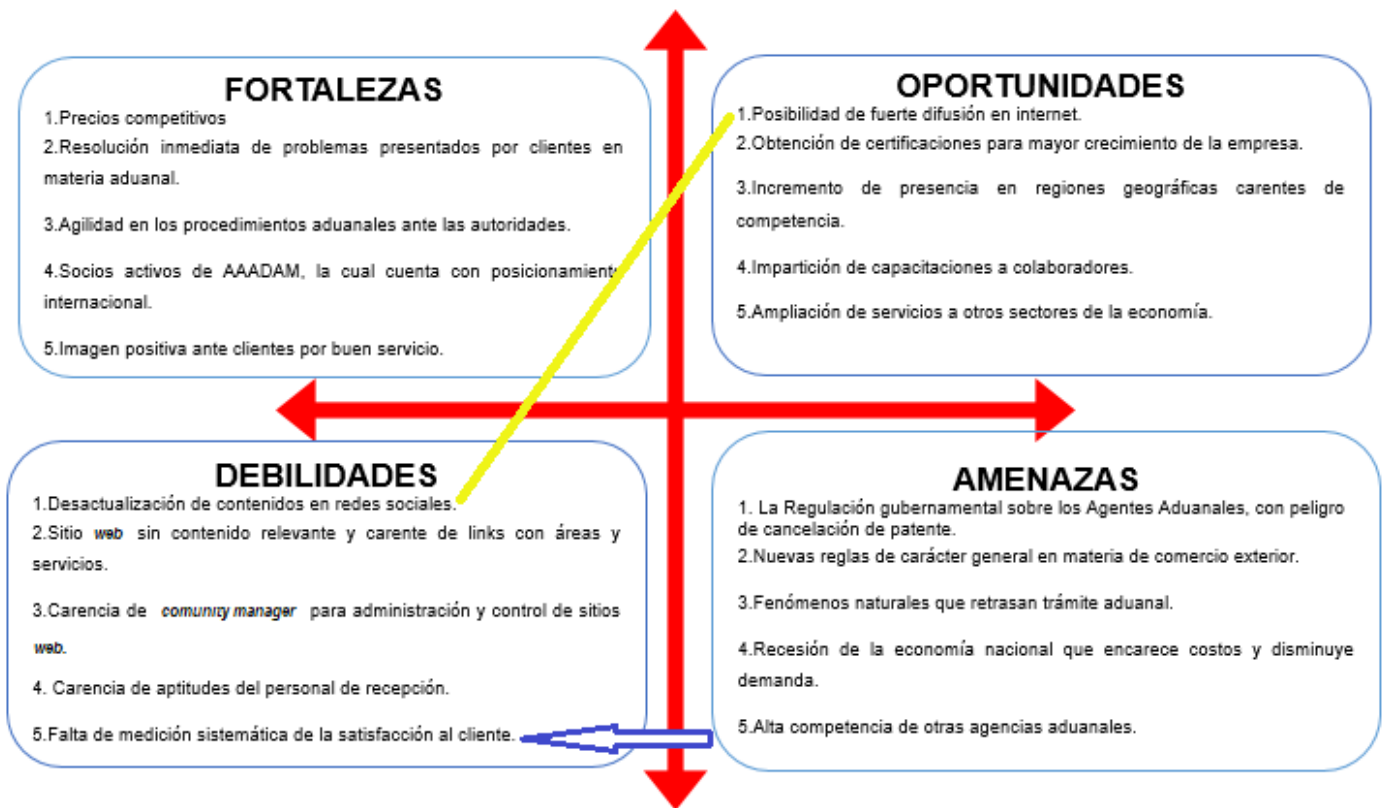 FORTALEZAS
1.Precios competitivos
2.Resolución inmediata de problemas presentados por clientes en
materia aduanal.
3.Agilidad en los procedimientos aduanales ante las autoridades.
4.Socios activos de AAADAM, la cual cuenta con posicionamiento
internacional.
5.Imagen positiva ante clientes por buen servicio.
OPORTUNIDADES
1.Posibilidad de fuerte difusión en internet.
2.Obtención de certificaciones para mayor crecimiento de la empresa.
3.Incremento de presencia en regiones geográficas carentes de
competencia.
4.Impartición de capacitaciones a colaboradores.
5.Ampliación de servicios a otros sectores de la economía.
DEBILIDADES
1.Desactualización de contenidos en redes sociales.
2.Sitio web sin contenido relevante y carente de links con áreas y
servicios.
3.Carencia de comunity manager para administración y control de sitios
web.
4. Carencia de aptitudes del personal de recepción.
5.Falta de medición sistemática de la satisfacción al cliente.
AMENAZAS
1. La Regulación gubernamental sobre los Agentes Aduanales, con peligro
de cancelación de patente.
2.Nuevas reglas de carácter general en materia de comercio exterior.
3.Fenómenos naturales que retrasan trámite aduanal.
4.Recesión de la economía nacional que encarece costos y disminuye
demanda.
5.Alta competencia de otras agencias aduanales.